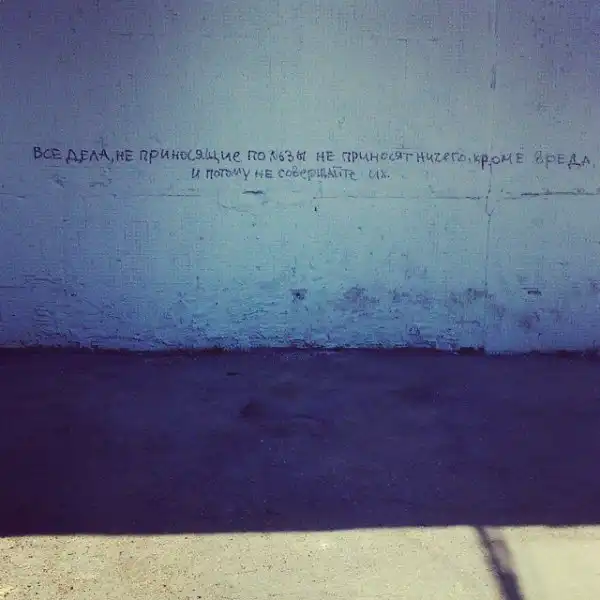 ВСЕ ДЕЛА, НЕ ПРИНОСЯЩИЕ ПОЛЬЗЫ НЕ ПРИНОСЯТ НИЧЕГО, КРОМЕ ВРЕДА,
И ПОТОМУ НЕ СОВЕРШАЙТЕ ИХ.